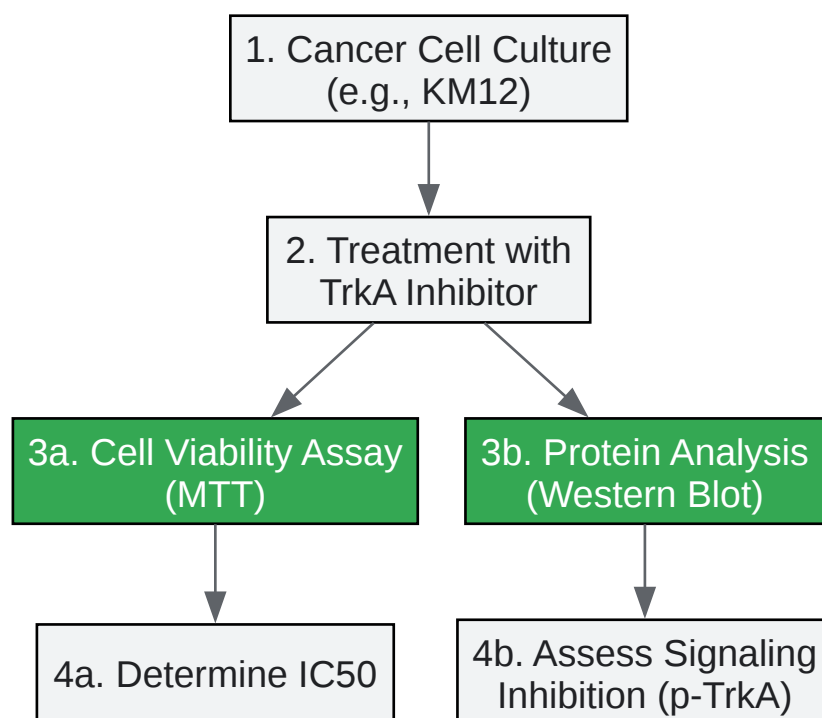 1. Cancer Cell Culture
(e.g., KM12)
2. Treatment with
TrkA Inhibitor
3a. Cell Viability Assay
(MTT)
3b. Protein Analysis
(Western Blot)
4a. Determine IC50
4b. Assess Signaling
Inhibition (p-TrkA)